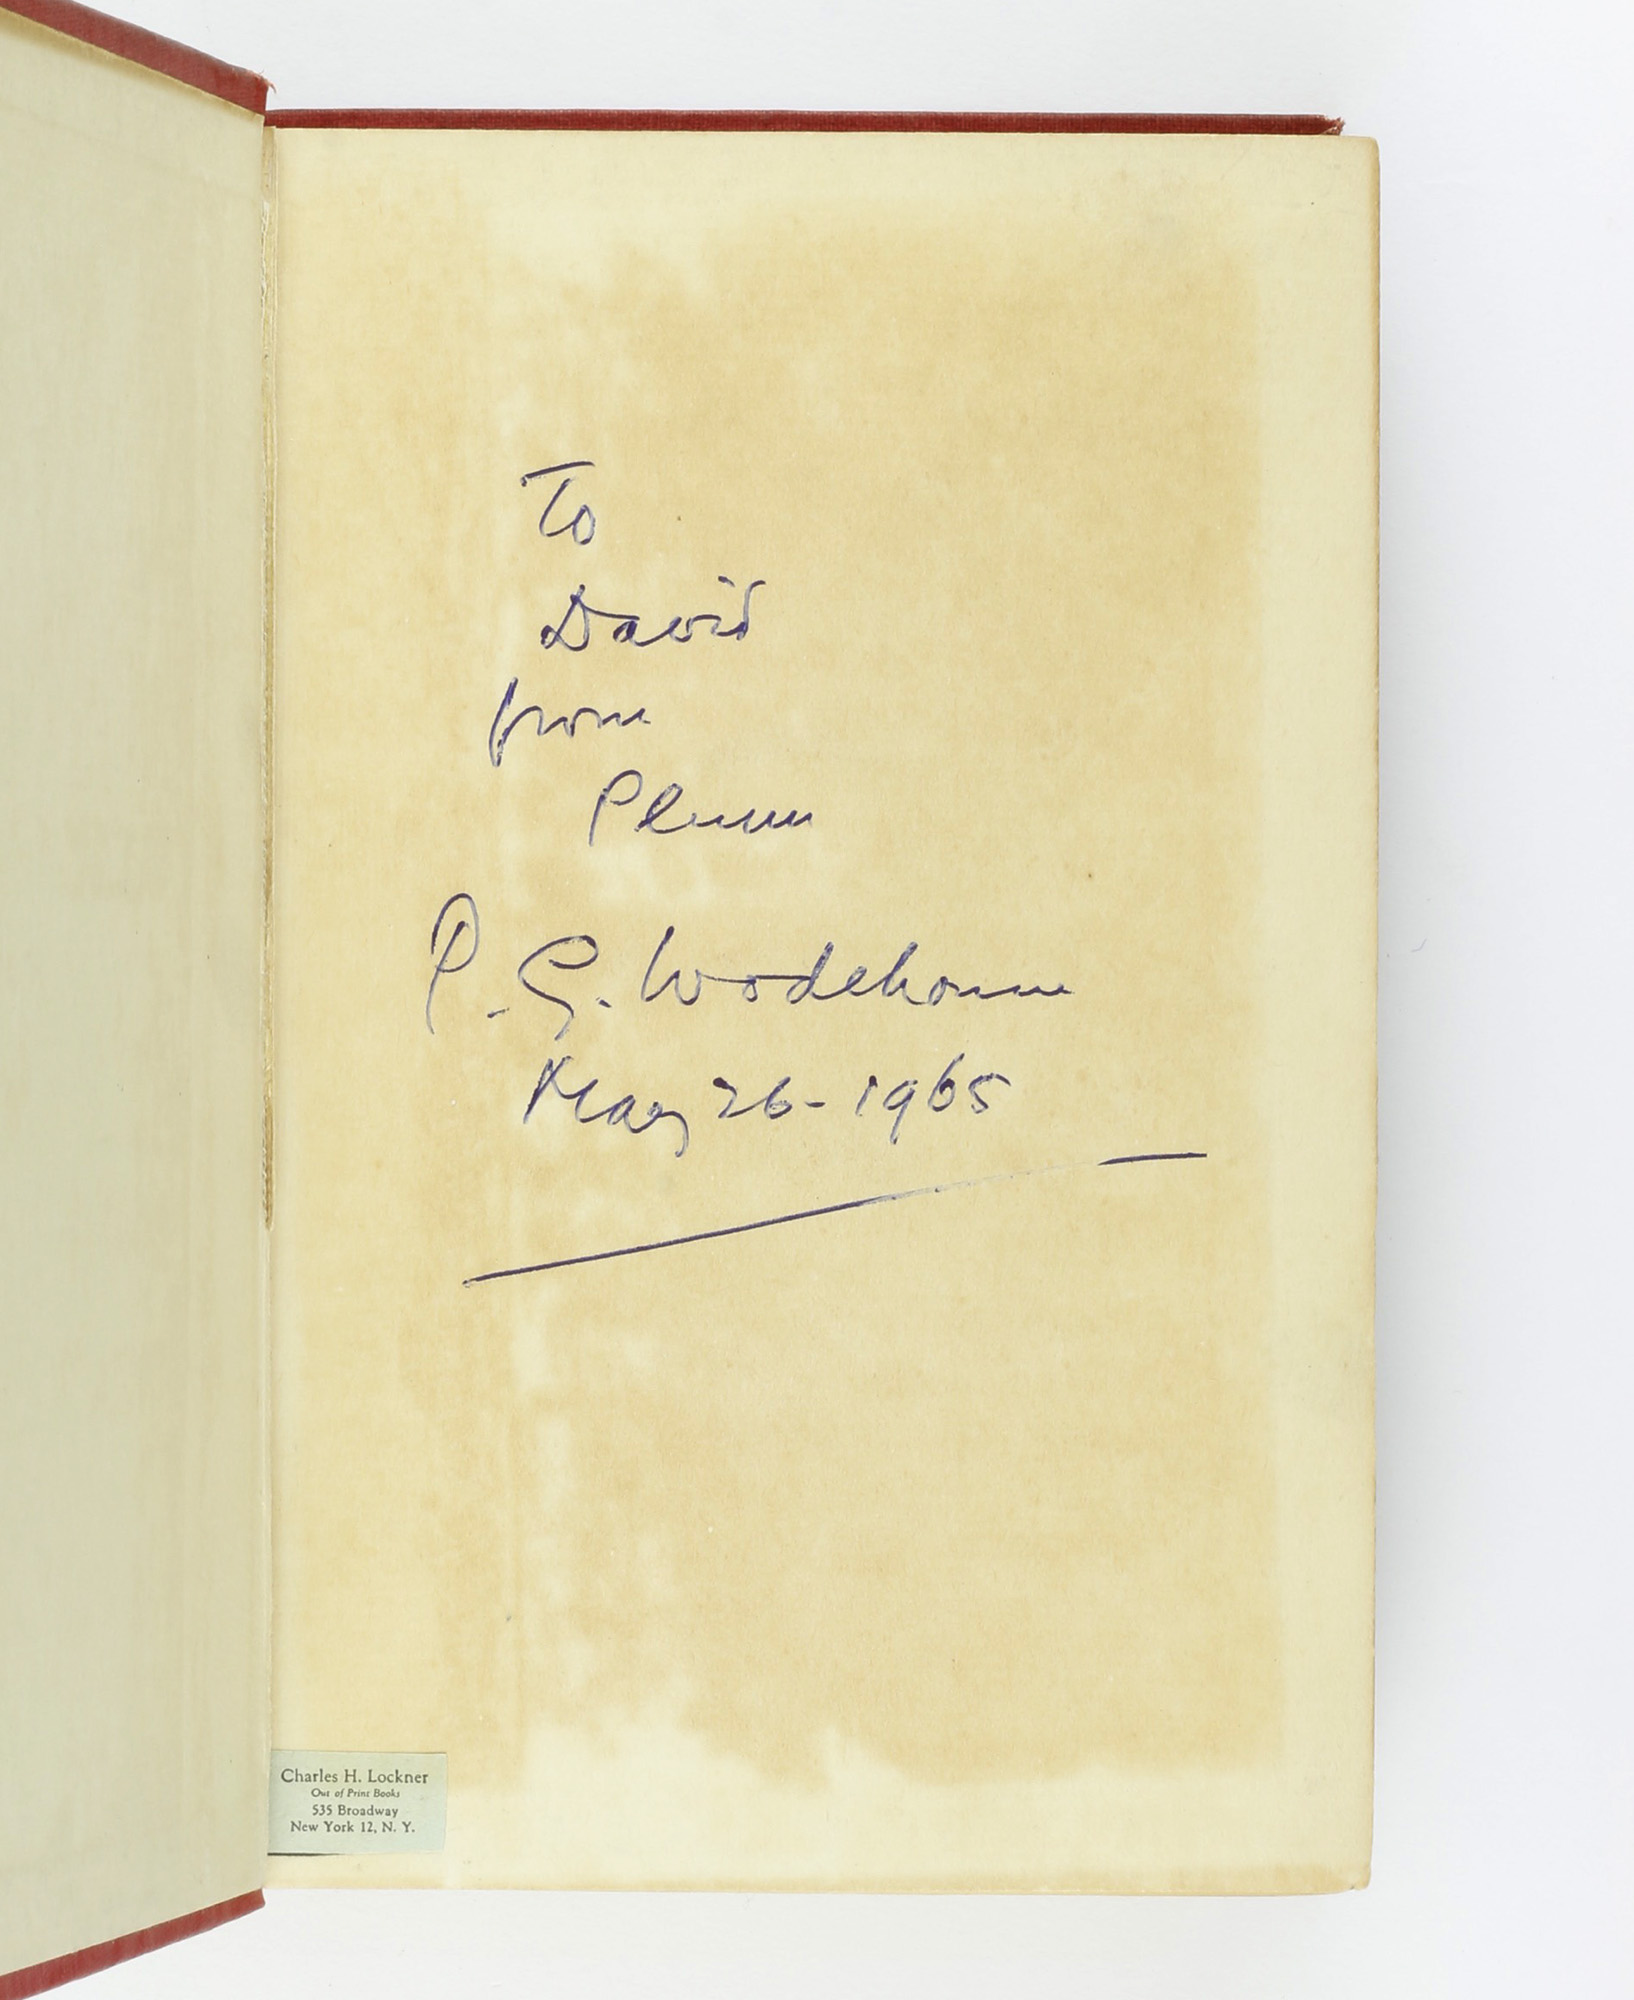 To
David
from
Plum
P. G. Wodehouse
May 26 - 1965
Charles H. Lockner
Out of Print Books
535 Broadway
New York 12, N. Y.